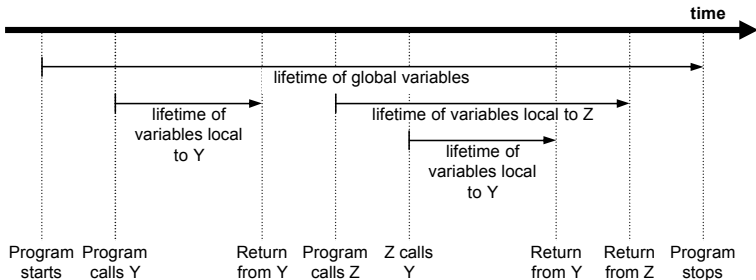 time
lifetime of global variables
lifetime of
variables local
to Y
lifetime of variables local to Z
lifetime of
variables local
to Y
Program
starts
Program
calls Y
Return
from Y
Program
calls Z
Z calls
Y
Return
from Y
Return
from Z
Program
stops